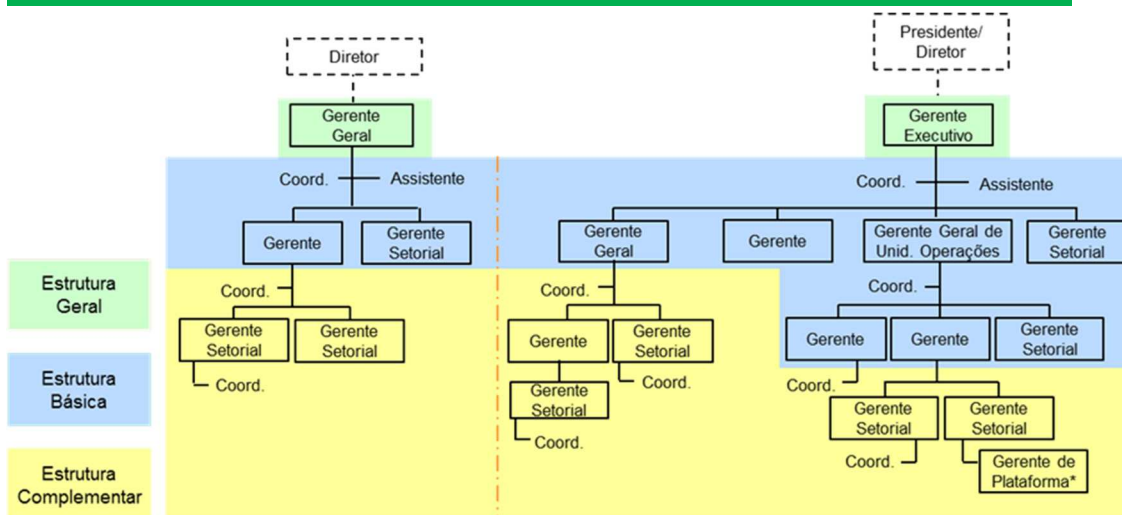 Presidente/
Diretor
Diretor
Gerente
Geral
Gerente
Executivo
Coord.
Assistente
Coord.
Assistente
Gerente
Gerente
Setorial
Gerente
Geral
Gerente
Gerente Geral de
Unid. Operações
Gerente
Setorial
Estrutura
Geral
Coord.
Coord.
Coord.
Gerente
Setorial
Gerente
Setorial
Gerente
Gerente
Setorial
Gerente
Gerente
Gerente
Setorial
Estrutura
Básica
Coord.
Gerente
Setorial
Coord.
Coord.
Gerente
Setorial
Gerente
Setorial
Coord.
Coord.
Gerente de
Plataforma*
Estrutura
Complementar